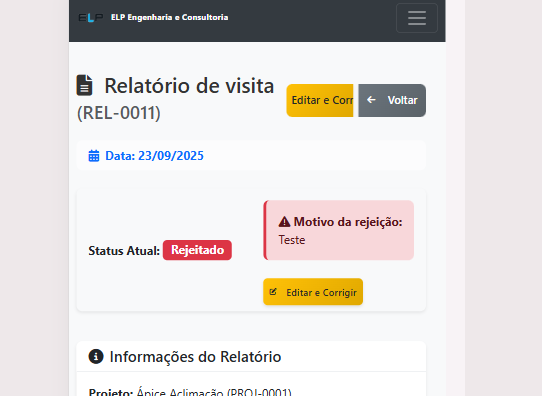 ELP ELP Engenharia e Consultoria
Relatório de visita
(REL-0011)
Editar e Corr
Voltar
Data: 23/09/2025
Motivo da rejeição:
Teste
Status Atual: Rejeitado
Editar e Corrigir
Informações do Relatório
Projeto: Ápice Aclimação (PROJ-0001)